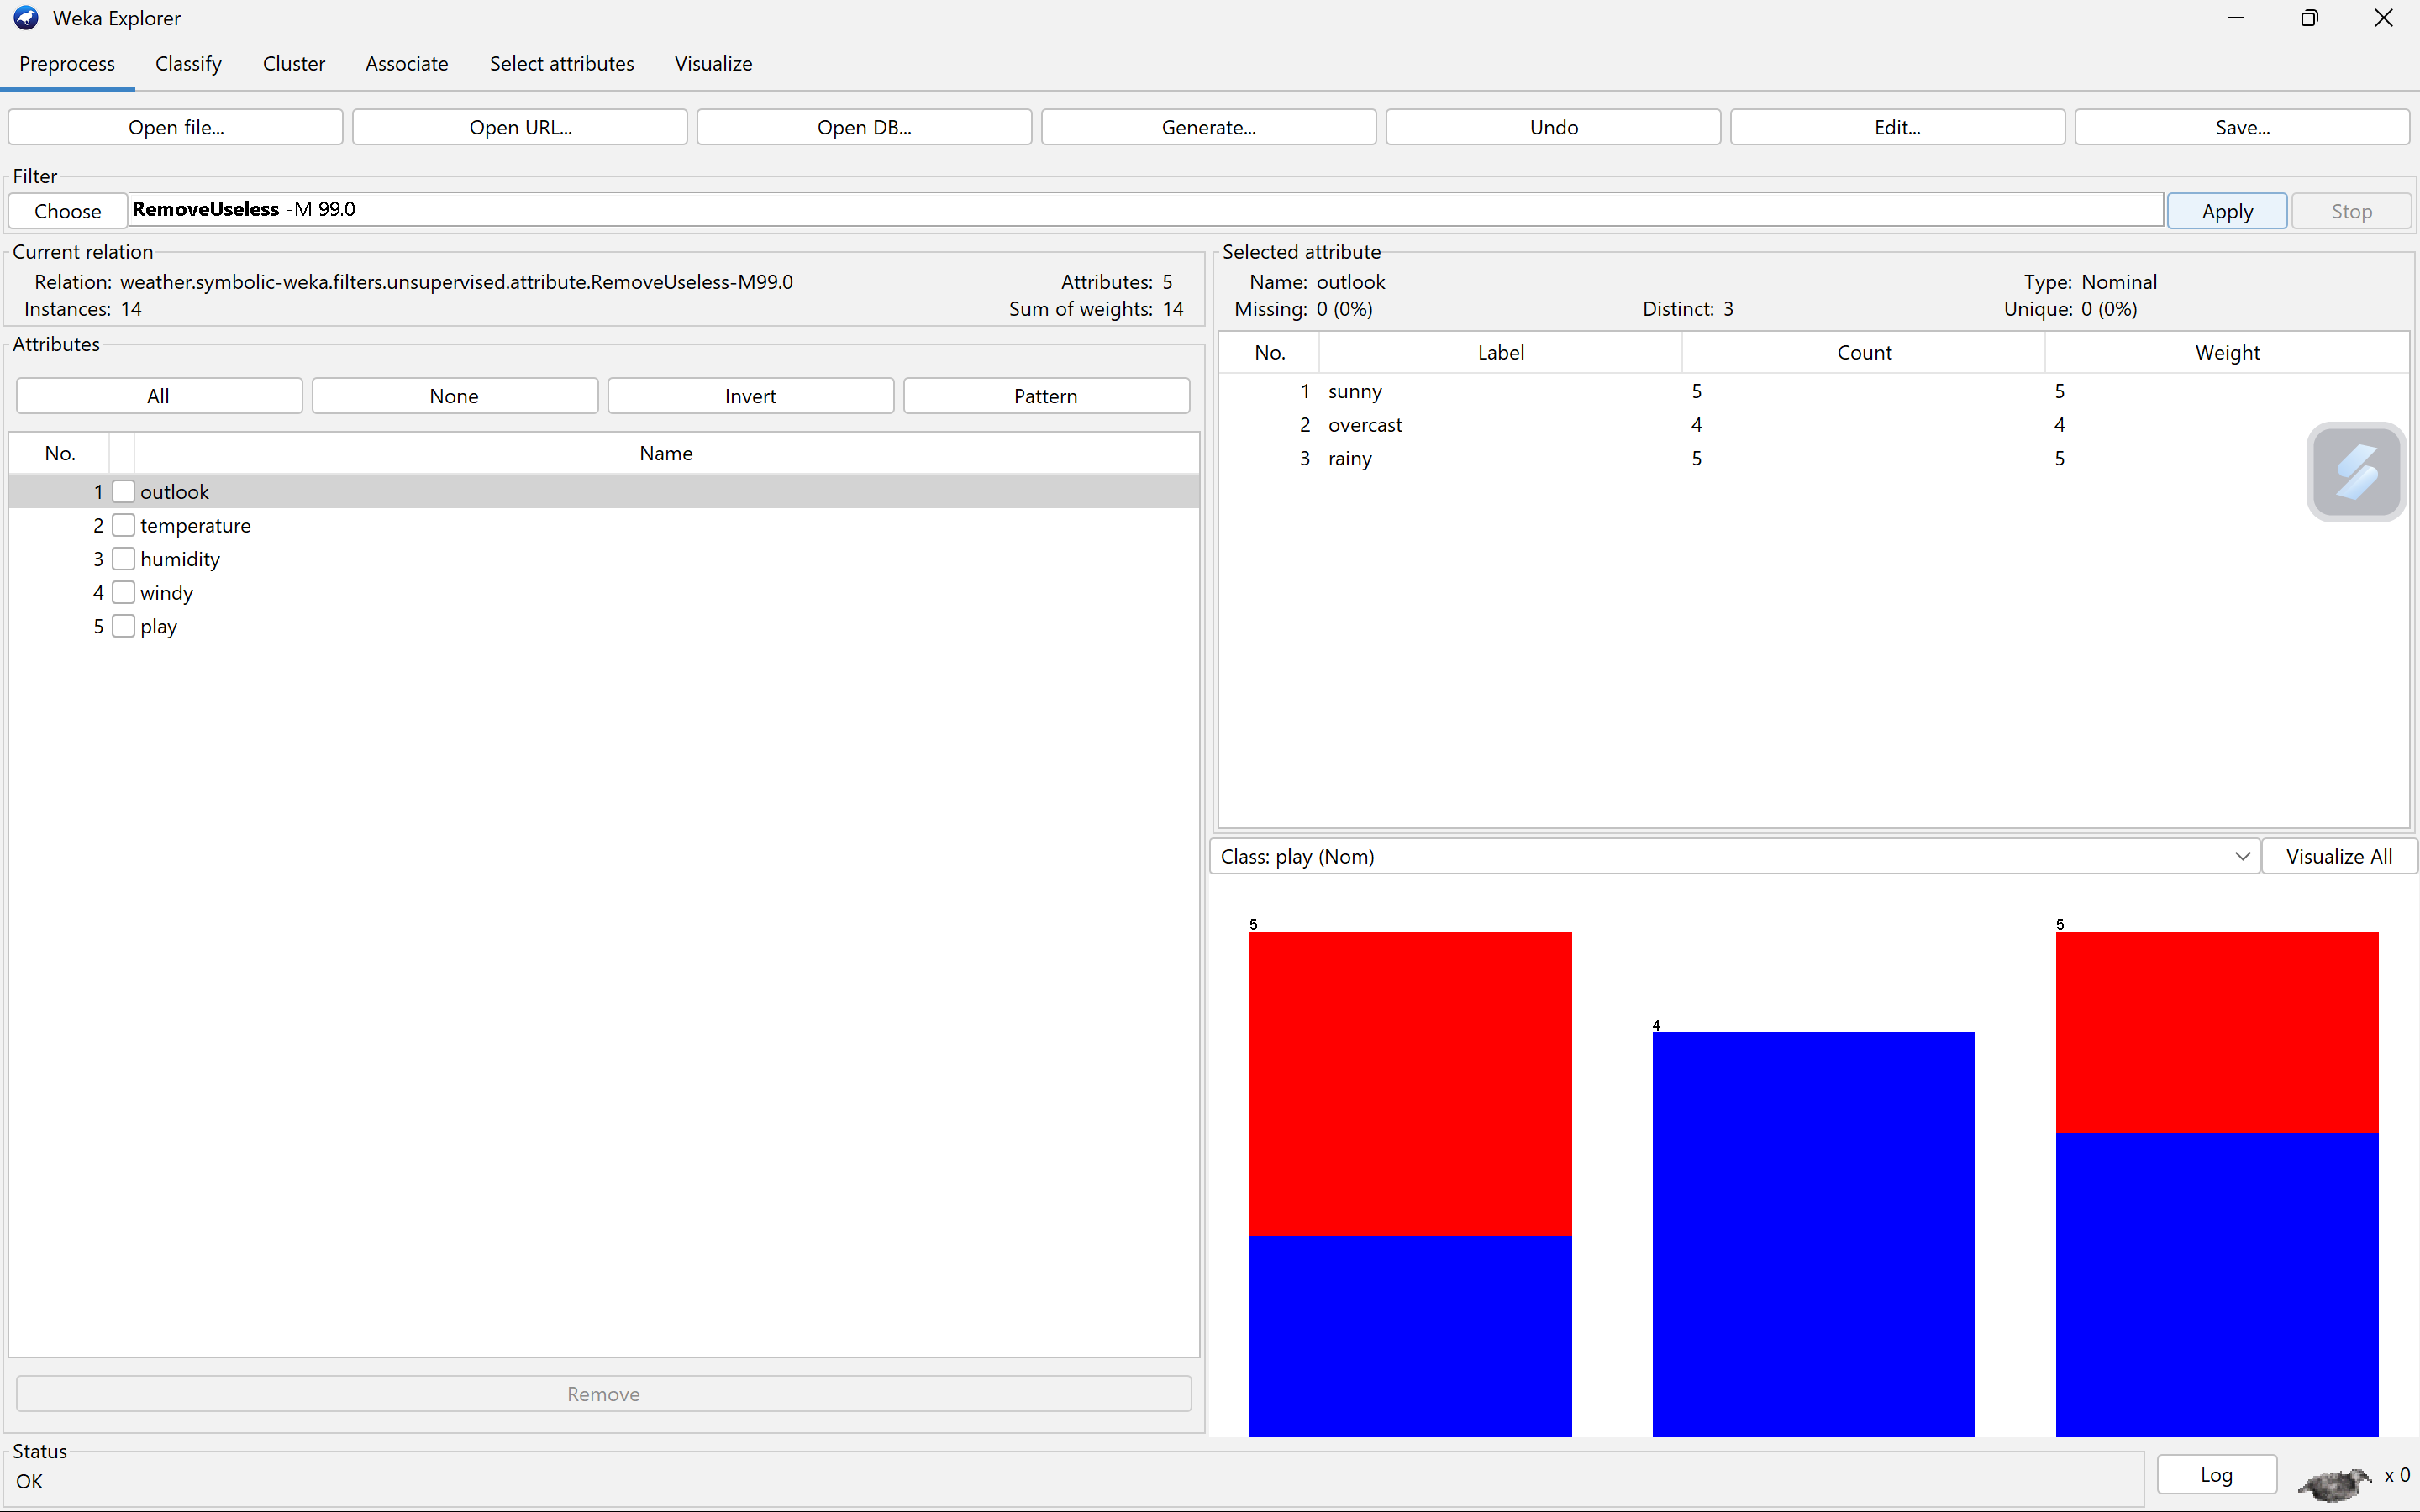 Weka Explorer
Preprocess Classify Cluster Associate Select attributes Visualize
Open file... Open URL... Open DB... Generate... Undo Edit... Save...
Filter
Choose RemoveUseless -M 99.0 Apply Stop
Current relation
Relation: weather.symbolic-weka.filters.unsupervised.attribute.RemoveUseless-M99.0 Attributes: 5
Instances: 14 Sum of weights: 14
Attributes
All None Invert Pattern
No. Name
1 outlook
2 temperature
3 humidity
4 windy
5 play
Remove
Selected attribute
Name: outlook Type: Nominal
Missing: 0 (0%) Distinct: 3 Unique: 0 (0%)
No. Label Count Weight
1 sunny 5 5
2 overcast 4 4
3 rainy 5 5
Class: play (Nom) Visualize All
5 4 5
Status
OK
Log x 0